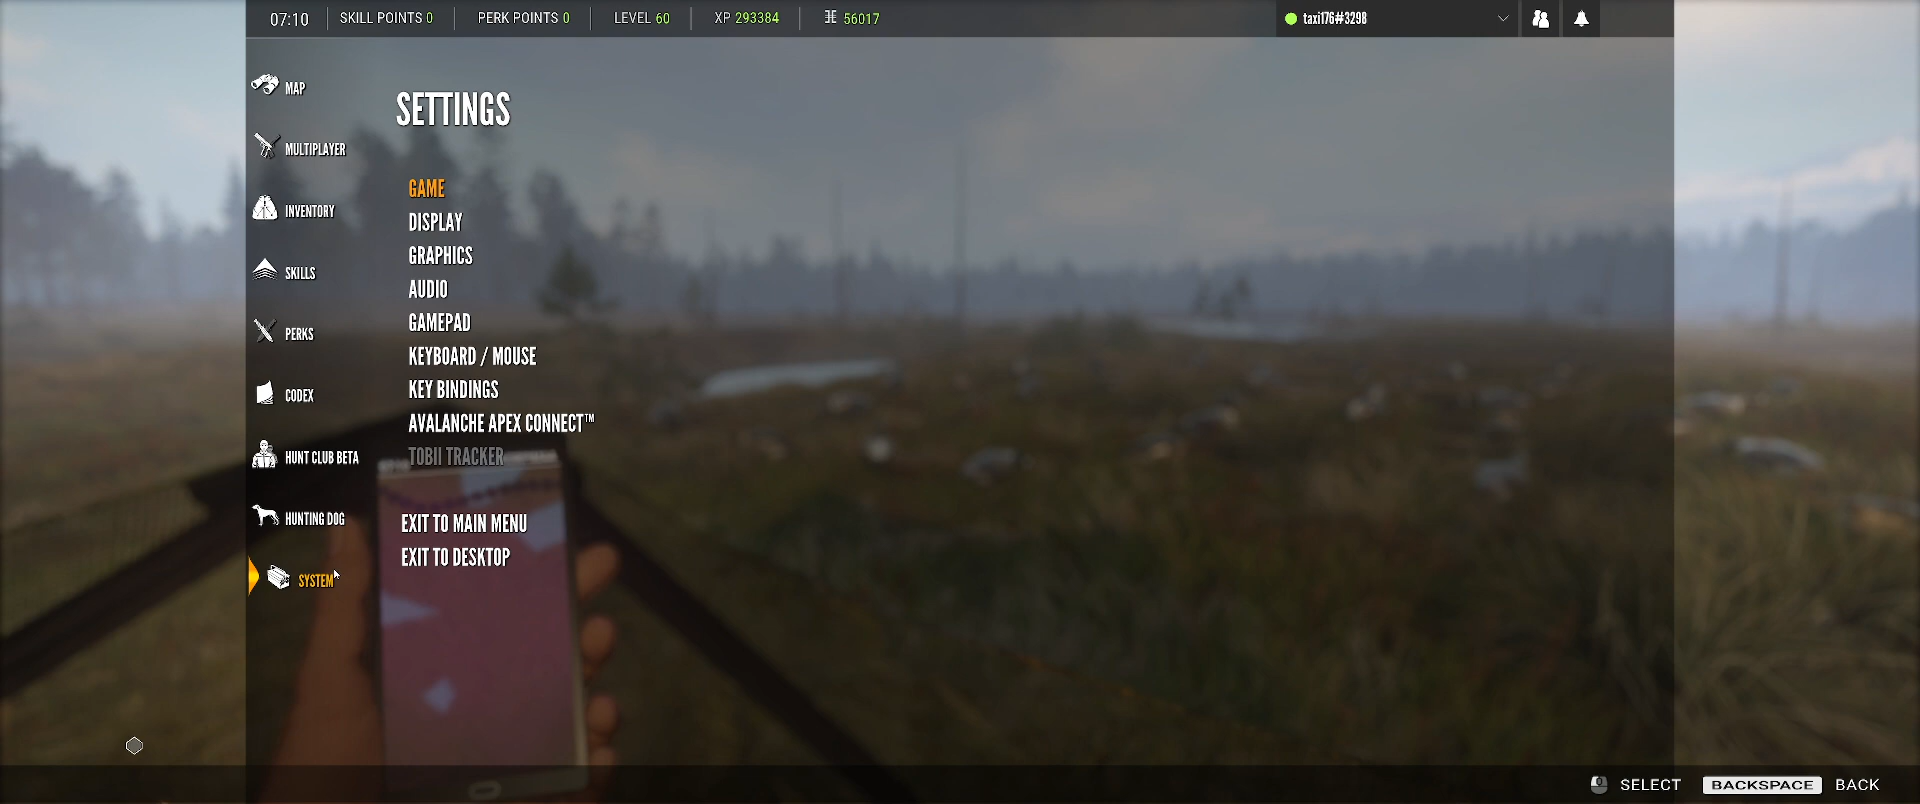 07:10 SKILL POINTS 0 PERK POINTS 0 LEVEL 60 XP 293384 56017 taxi176#3298
MAP
MULTIPLAYER
INVENTORY
SKILLS
PERKS
CODEX
HUNT CLUB BETA
HUNTING DOG
SYSTEM
SETTINGS
GAME
DISPLAY
GRAPHICS
AUDIO
GAMEPAD
KEYBOARD / MOUSE
KEY BINDINGS
AVALANCHE APEX CONNECT™
TOBII TRACKER
EXIT TO MAIN MENU
EXIT TO DESKTOP
SELECT BACKSPACE BACK